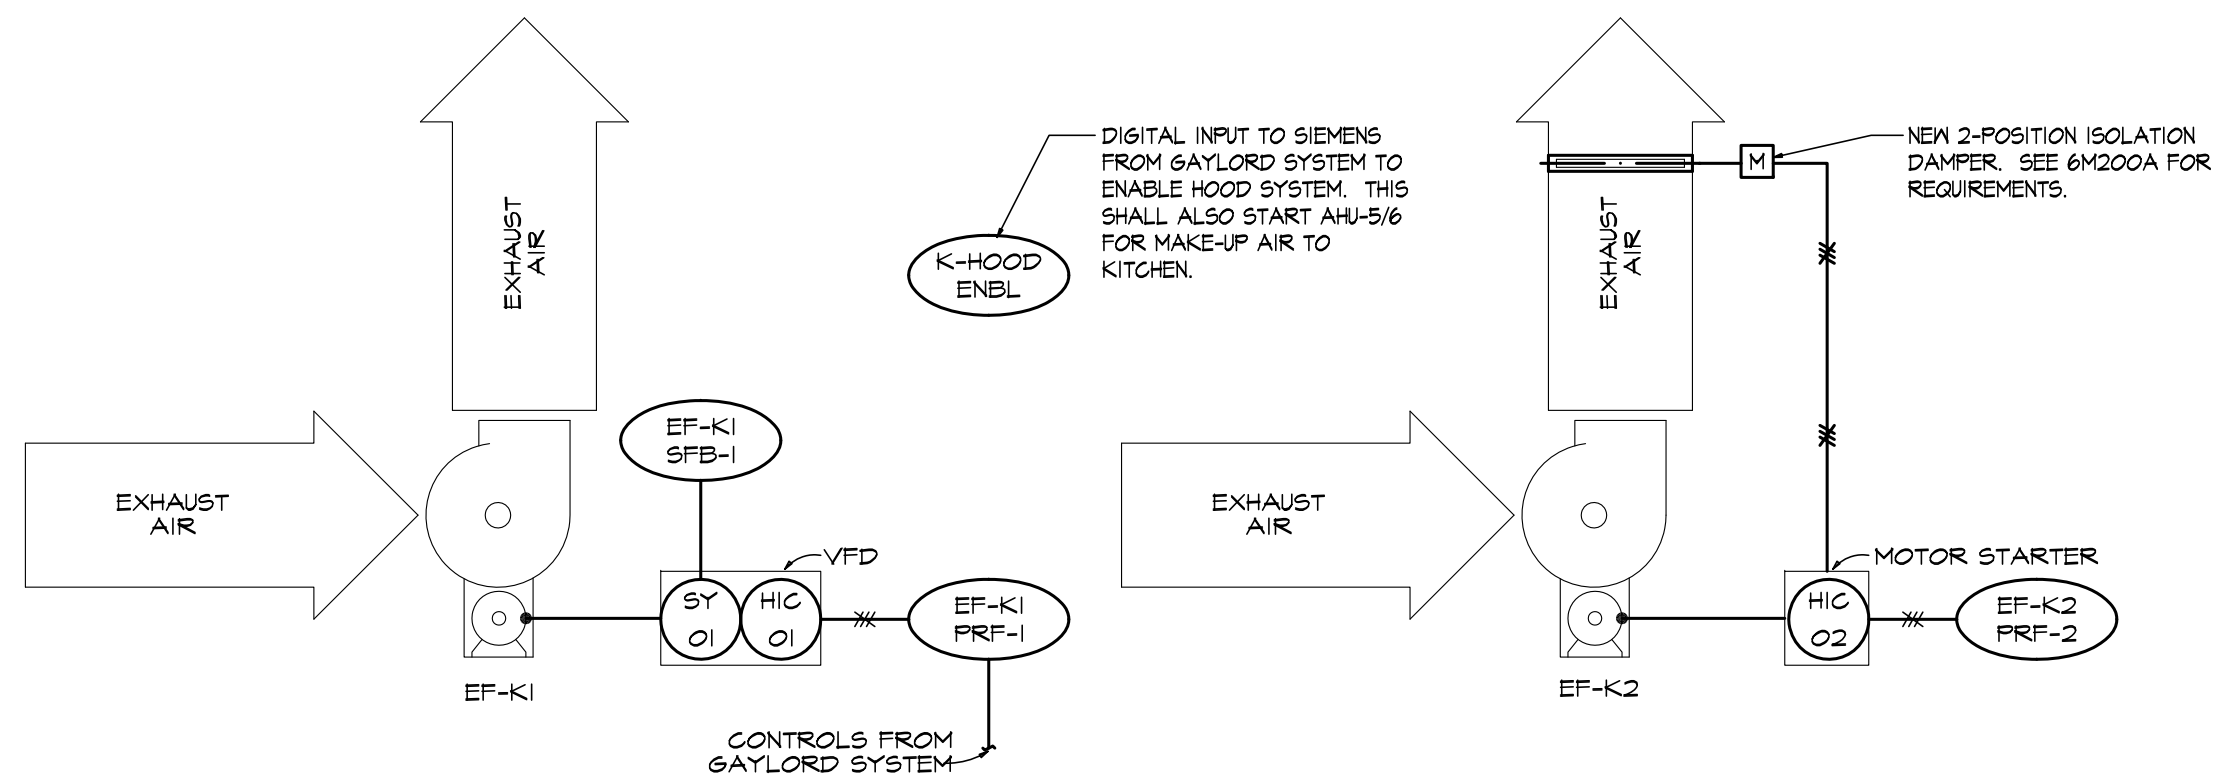 EXHAUST
AIR
EXHAUST
AIR
EF-K1
SFB-1
VFD
SY
01
HIC
01
EF-K1
PRF-1
EF-K1
CONTROLS FROM
GAYLORD SYSTEM
K-HOOD
ENBL
DIGITAL INPUT TO SIEMENS
FROM GAYLORD SYSTEM TO
ENABLE HOOD SYSTEM. THIS
SHALL ALSO START AHU-5/6
FOR MAKE-UP AIR TO
KITCHEN.
EXHAUST
AIR
EXHAUST
AIR
M
NEW 2-POSITION ISOLATION
DAMPER. SEE 6M200A FOR
REQUIREMENTS.
MOTOR STARTER
HIC
02
EF-K2
PRF-2
EF-K2